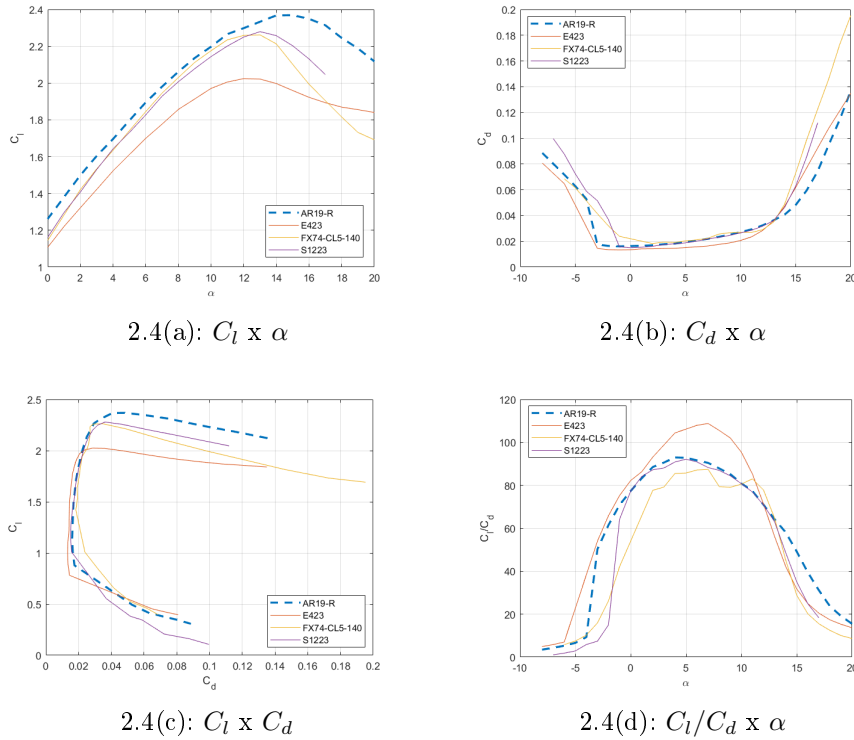 2.4
2.2
2
1.8
1.6
1.4
1.2
1
C_l
0 2 4 6 8 10 12 14 16 18 20
α
AR19-R
E423
FX74-CL5-140
S1223
2.4(a): C_l x α
0.2
0.18
0.16
0.14
0.12
0.1
0.08
0.06
0.04
0.02
0
C_d
-10 -5 0 5 10 15 20
α
AR19-R
E423
FX74-CL5-140
S1223
2.4(b): C_d x α
2.5
2
1.5
1
0.5
0
C_l
0 0.02 0.04 0.06 0.08 0.1 0.12 0.14 0.16 0.18 0.2
C_d
AR19-R
E423
FX74-CL5-140
S1223
2.4(c): C_l x C_d
120
100
80
60
40
20
0
C_l/C_d
-10 -5 0 5 10 15 20
α
AR19-R
E423
FX74-CL5-140
S1223
2.4(d): C_l/C_d x α